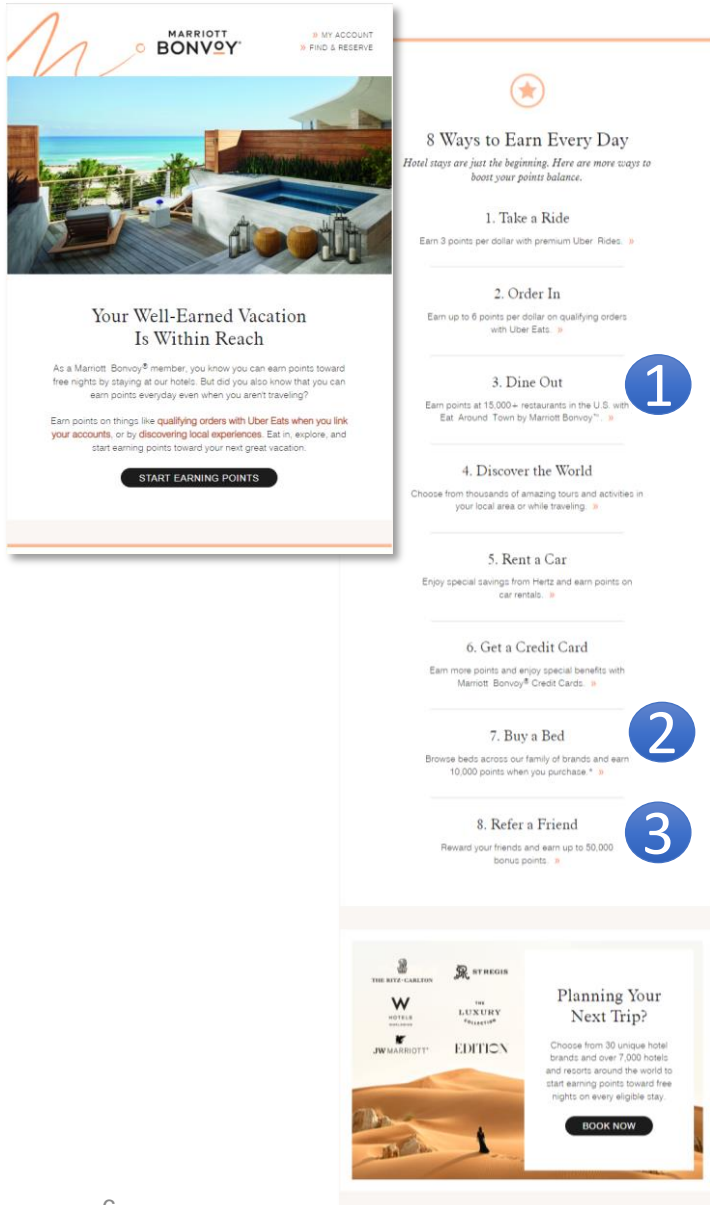 MARRIOTT
BONVOY®
» MY ACCOUNT
» FIND & RESERVE
Your Well-Earned Vacation
Is Within Reach
As a Marriott Bonvoy® member, you know you can earn points toward
free nights by staying at our hotels. But did you also know that you can
earn points everyday even when you aren't traveling?
Earn points on things like qualifying orders with Uber Eats when you link
your accounts, or by discovering local experiences. Eat in, explore, and
start earning points toward your next great vacation.
START EARNING POINTS
8 Ways to Earn Every Day
Hotel stays are just the beginning. Here are more ways to
boost your points balance.
1. Take a Ride
Earn 3 points per dollar with premium Uber Rides. »
2. Order In
Earn up to 6 points per dollar on qualifying orders
with Uber Eats. »
3. Dine Out
1
Earn points at 15,000+ restaurants in the U.S. with
Eat Around Town by Marriott Bonvoy™. »
4. Discover the World
Choose from thousands of amazing tours and activities in
your local area or while traveling. »
5. Rent a Car
Enjoy special savings from Hertz and earn points on
car rentals. »
6. Get a Credit Card
Earn more points and enjoy special benefits with
Marriott Bonvoy® Credit Cards. »
7. Buy a Bed
2
Browse beds across our family of brands and earn
10,000 points when you purchase.* »
8. Refer a Friend
3
Reward your friends and earn up to 50,000
bonus points. »
THE RITZ-CARLTON
ST REGIS
W
HOTELS
WORLDWIDE
THE
LUXURY
COLLECTION
JW MARRIOTT®
EDITION
Planning Your
Next Trip?
Choose from 30 unique hotel
brands and over 7,000 hotels
and resorts around the world to
start earning points toward free
nights on every eligible stay.
BOOK NOW